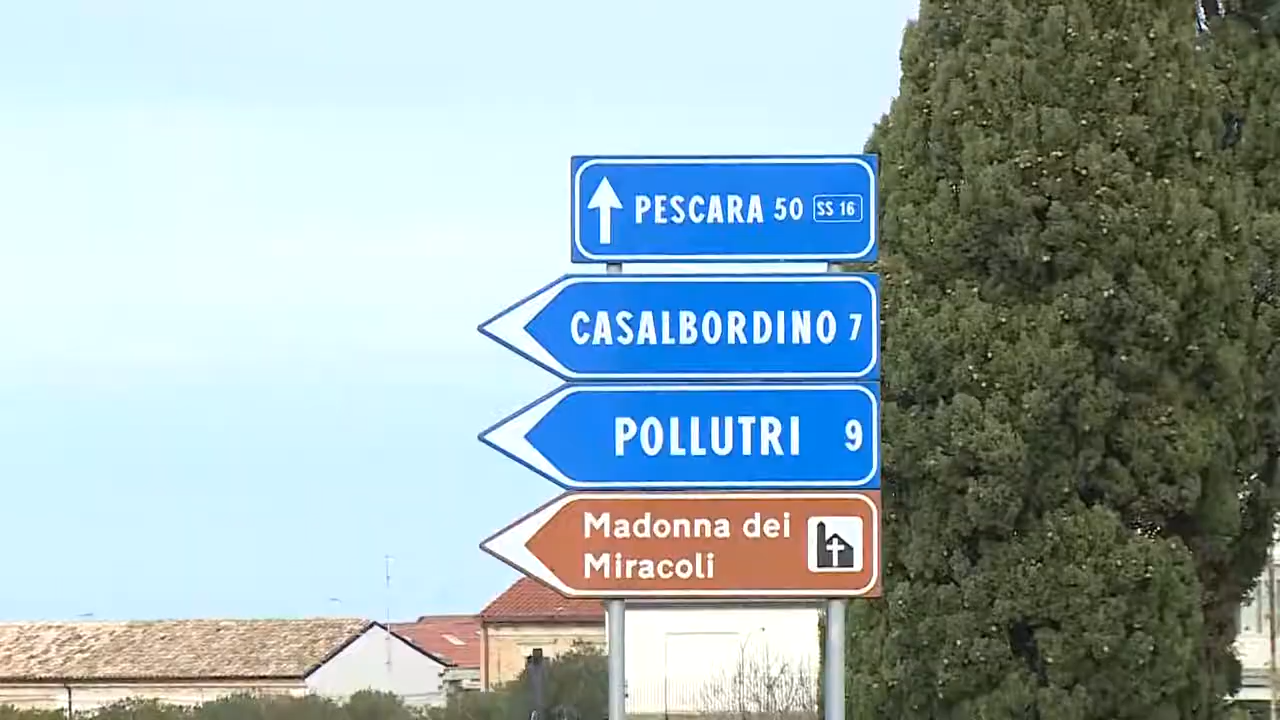 PESCARA 50 SS 16
CASALBORDINO 7
POLLUTRI 9
Madonna dei
Miracoli